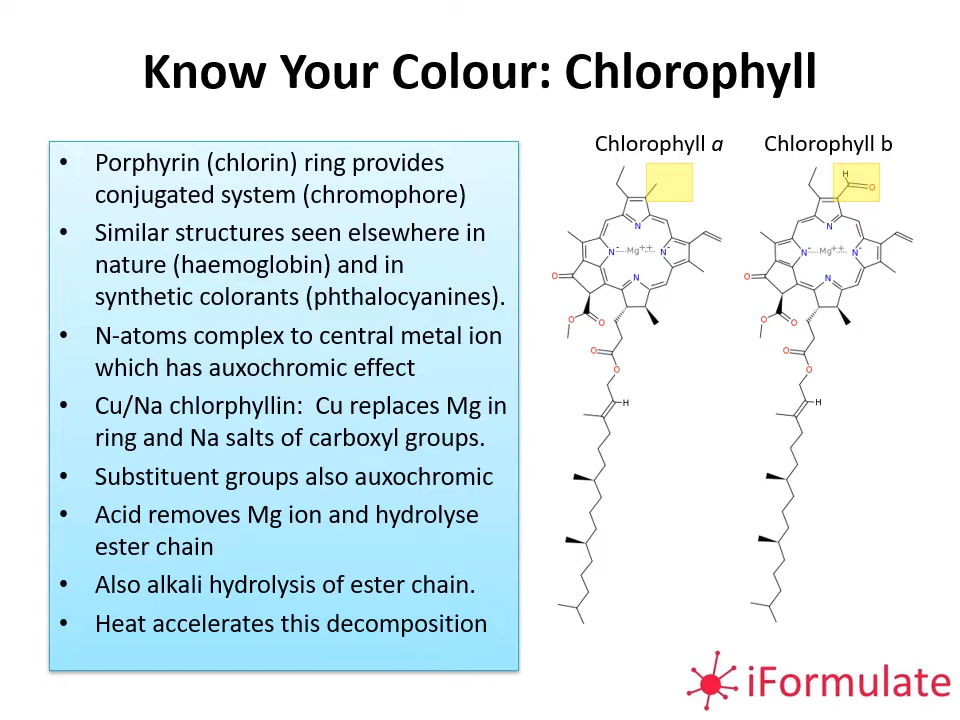 Know Your Colour: Chlorophyll
• Porphyrin (chlorin) ring provides
conjugated system (chromophore)
• Similar structures seen elsewhere in
nature (haemoglobin) and in
synthetic colorants (phthalocyanines).
• N-atoms complex to central metal ion
which has auxochromic effect
• Cu/Na chlorphyllin: Cu replaces Mg in
ring and Na salts of carboxyl groups.
• Substituent groups also auxochromic
• Acid removes Mg ion and hydrolyse
ester chain
• Also alkali hydrolysis of ester chain.
• Heat accelerates this decomposition
Chlorophyll a
N
N- Mg++ N-
N
O
O
O
O
O
H
Chlorophyll b
H
O
N
N- Mg++ N-
N
O
O
O
O
O
H
iFormulate